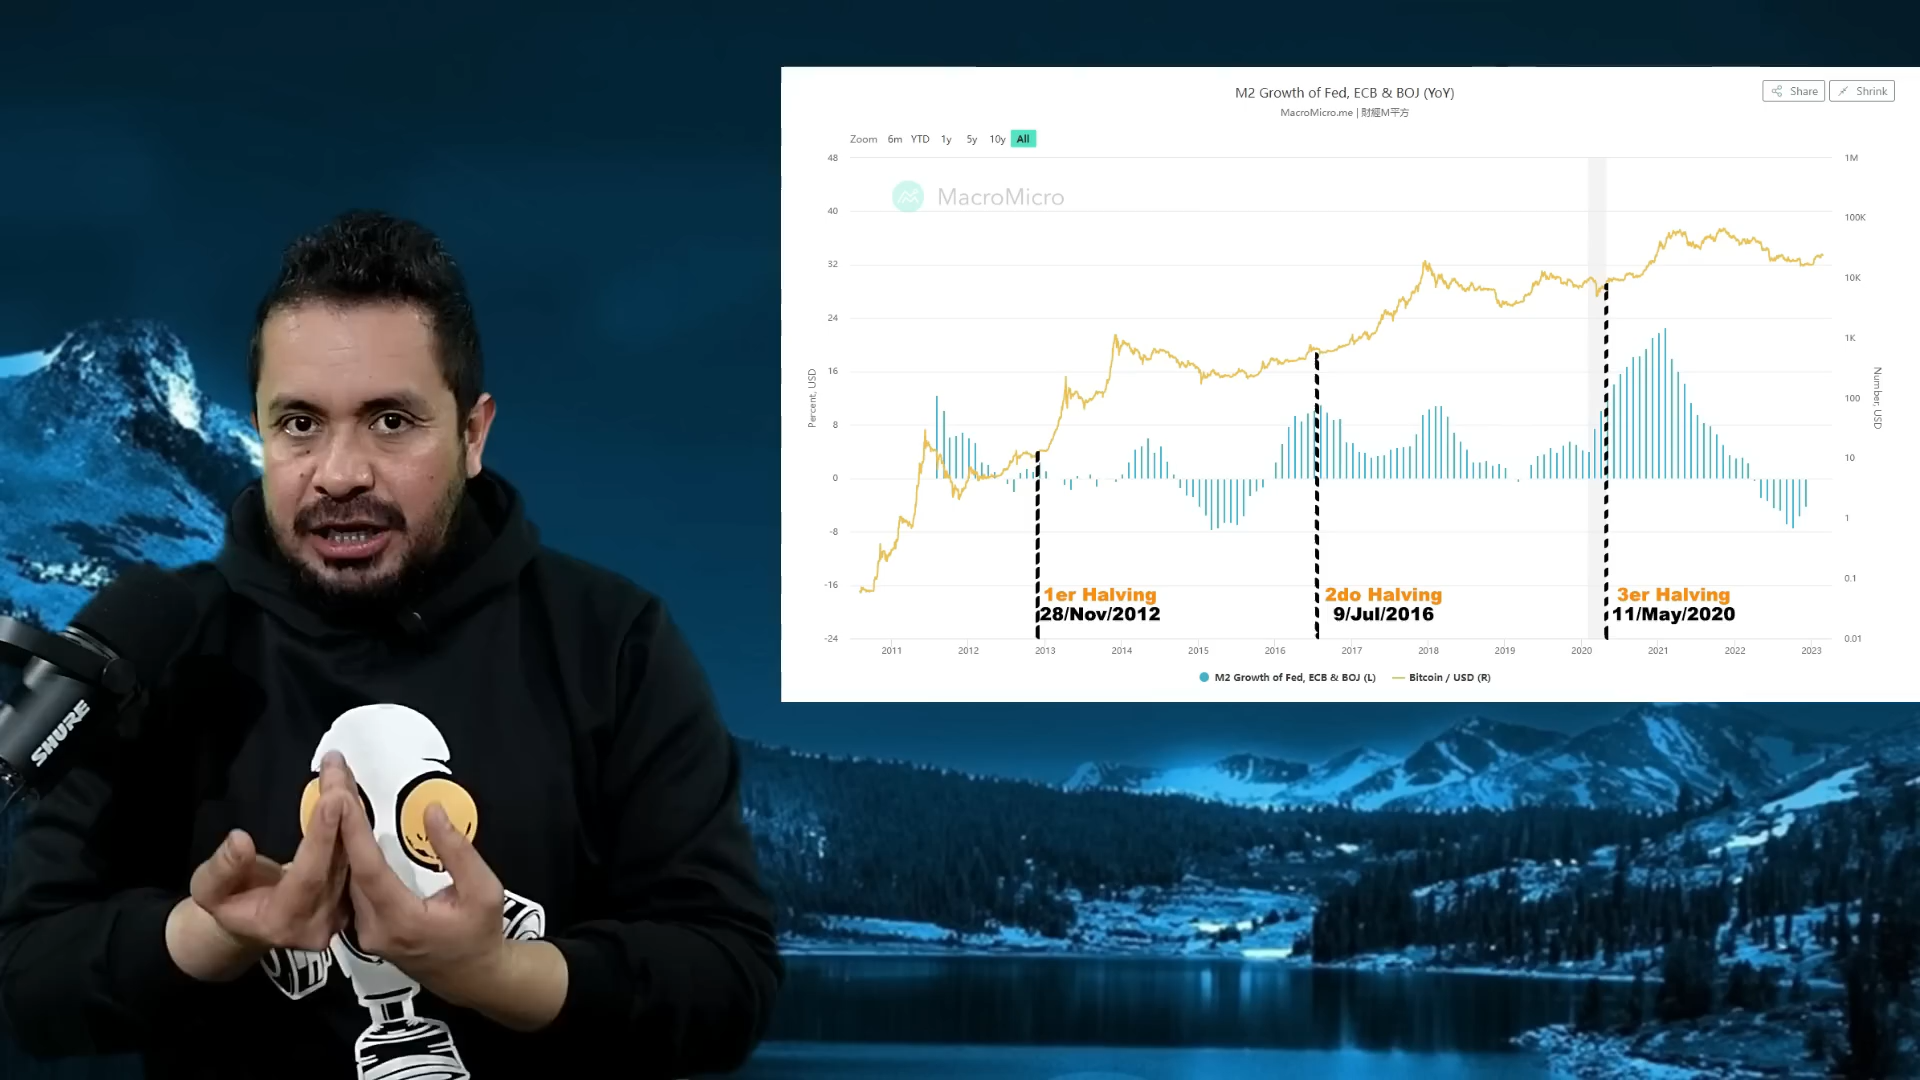 M2 Growth of Fed, ECB & BOJ (YoY)
MacroMicro.me | 財經M平方
Share
Shrink
Zoom 6m YTD 1y 5y 10y All
MacroMicro
48
40
32
24
16
8
0
-8
-16
-24
Percent, USD
1M
100K
10K
1K
100
10
1
0.1
0.01
Number, USD
1er Halving
28/Nov/2012
2do Halving
9/Jul/2016
3er Halving
11/May/2020
2011 2012 2013 2014 2015 2016 2017 2018 2019 2020 2021 2022 2023
M2 Growth of Fed, ECB & BOJ (L) Bitcoin / USD (R)
SHURE